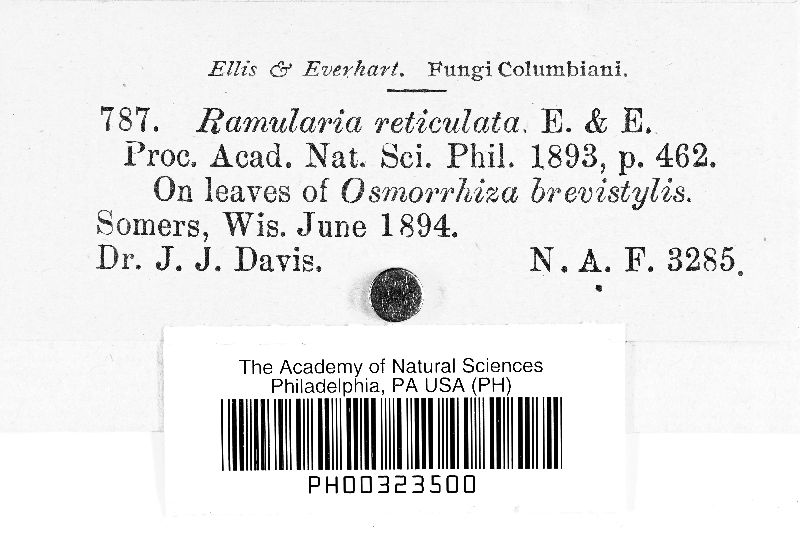 Ellis & Everhart. Fungi Columbiani.
787. Ramularia reticulata. E. & E.
Proc. Acad. Nat. Sci. Phil. 1893, p. 462.
On leaves of Osmorrhiza brevistylis.
Somers, Wis. June 1894.
Dr. J. J. Davis. N. A. F. 3285.
The Academy of Natural Sciences
Philadelphia, PA USA (PH)
PH00323500